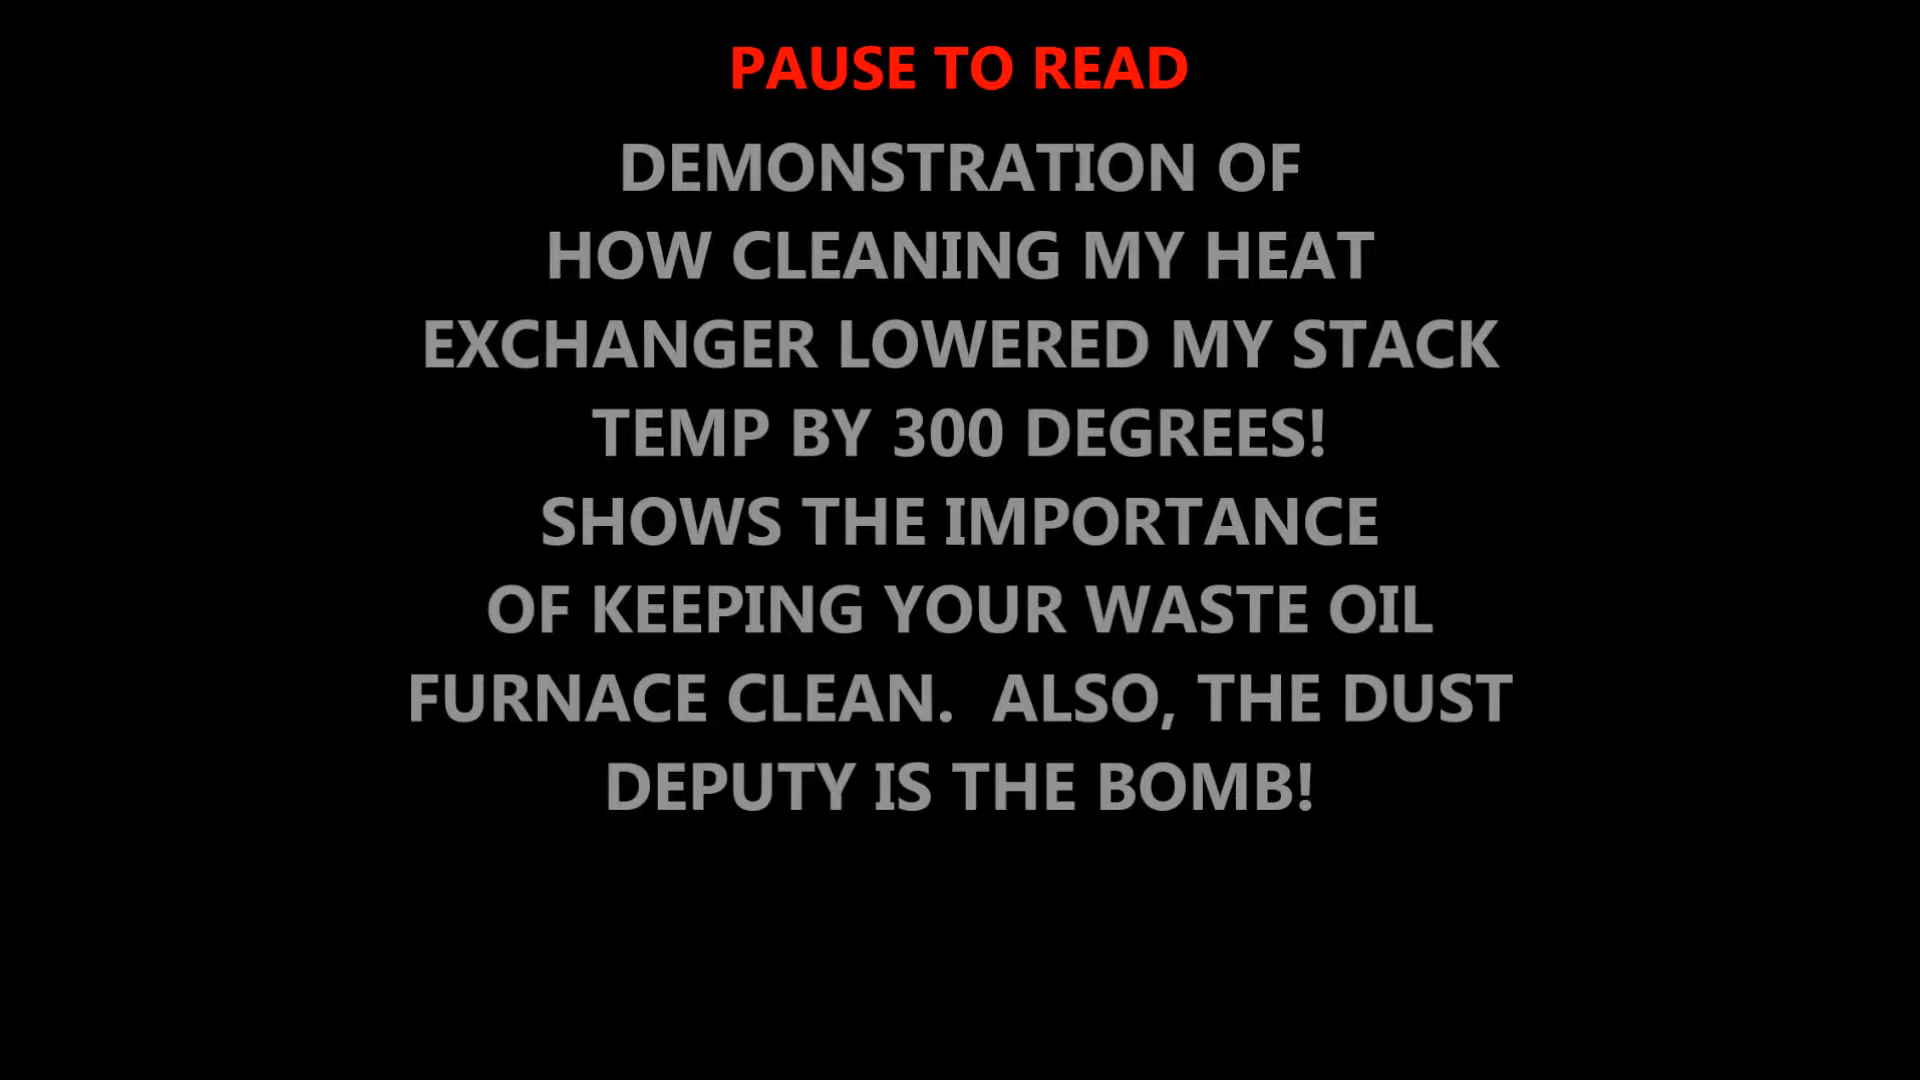 PAUSE TO READ
DEMONSTRATION OF
HOW CLEANING MY HEAT
EXCHANGER LOWERED MY STACK
TEMP BY 300 DEGREES!
SHOWS THE IMPORTANCE
OF KEEPING YOUR WASTE OIL
FURNACE CLEAN.  ALSO, THE DUST
DEPUTY IS THE BOMB!